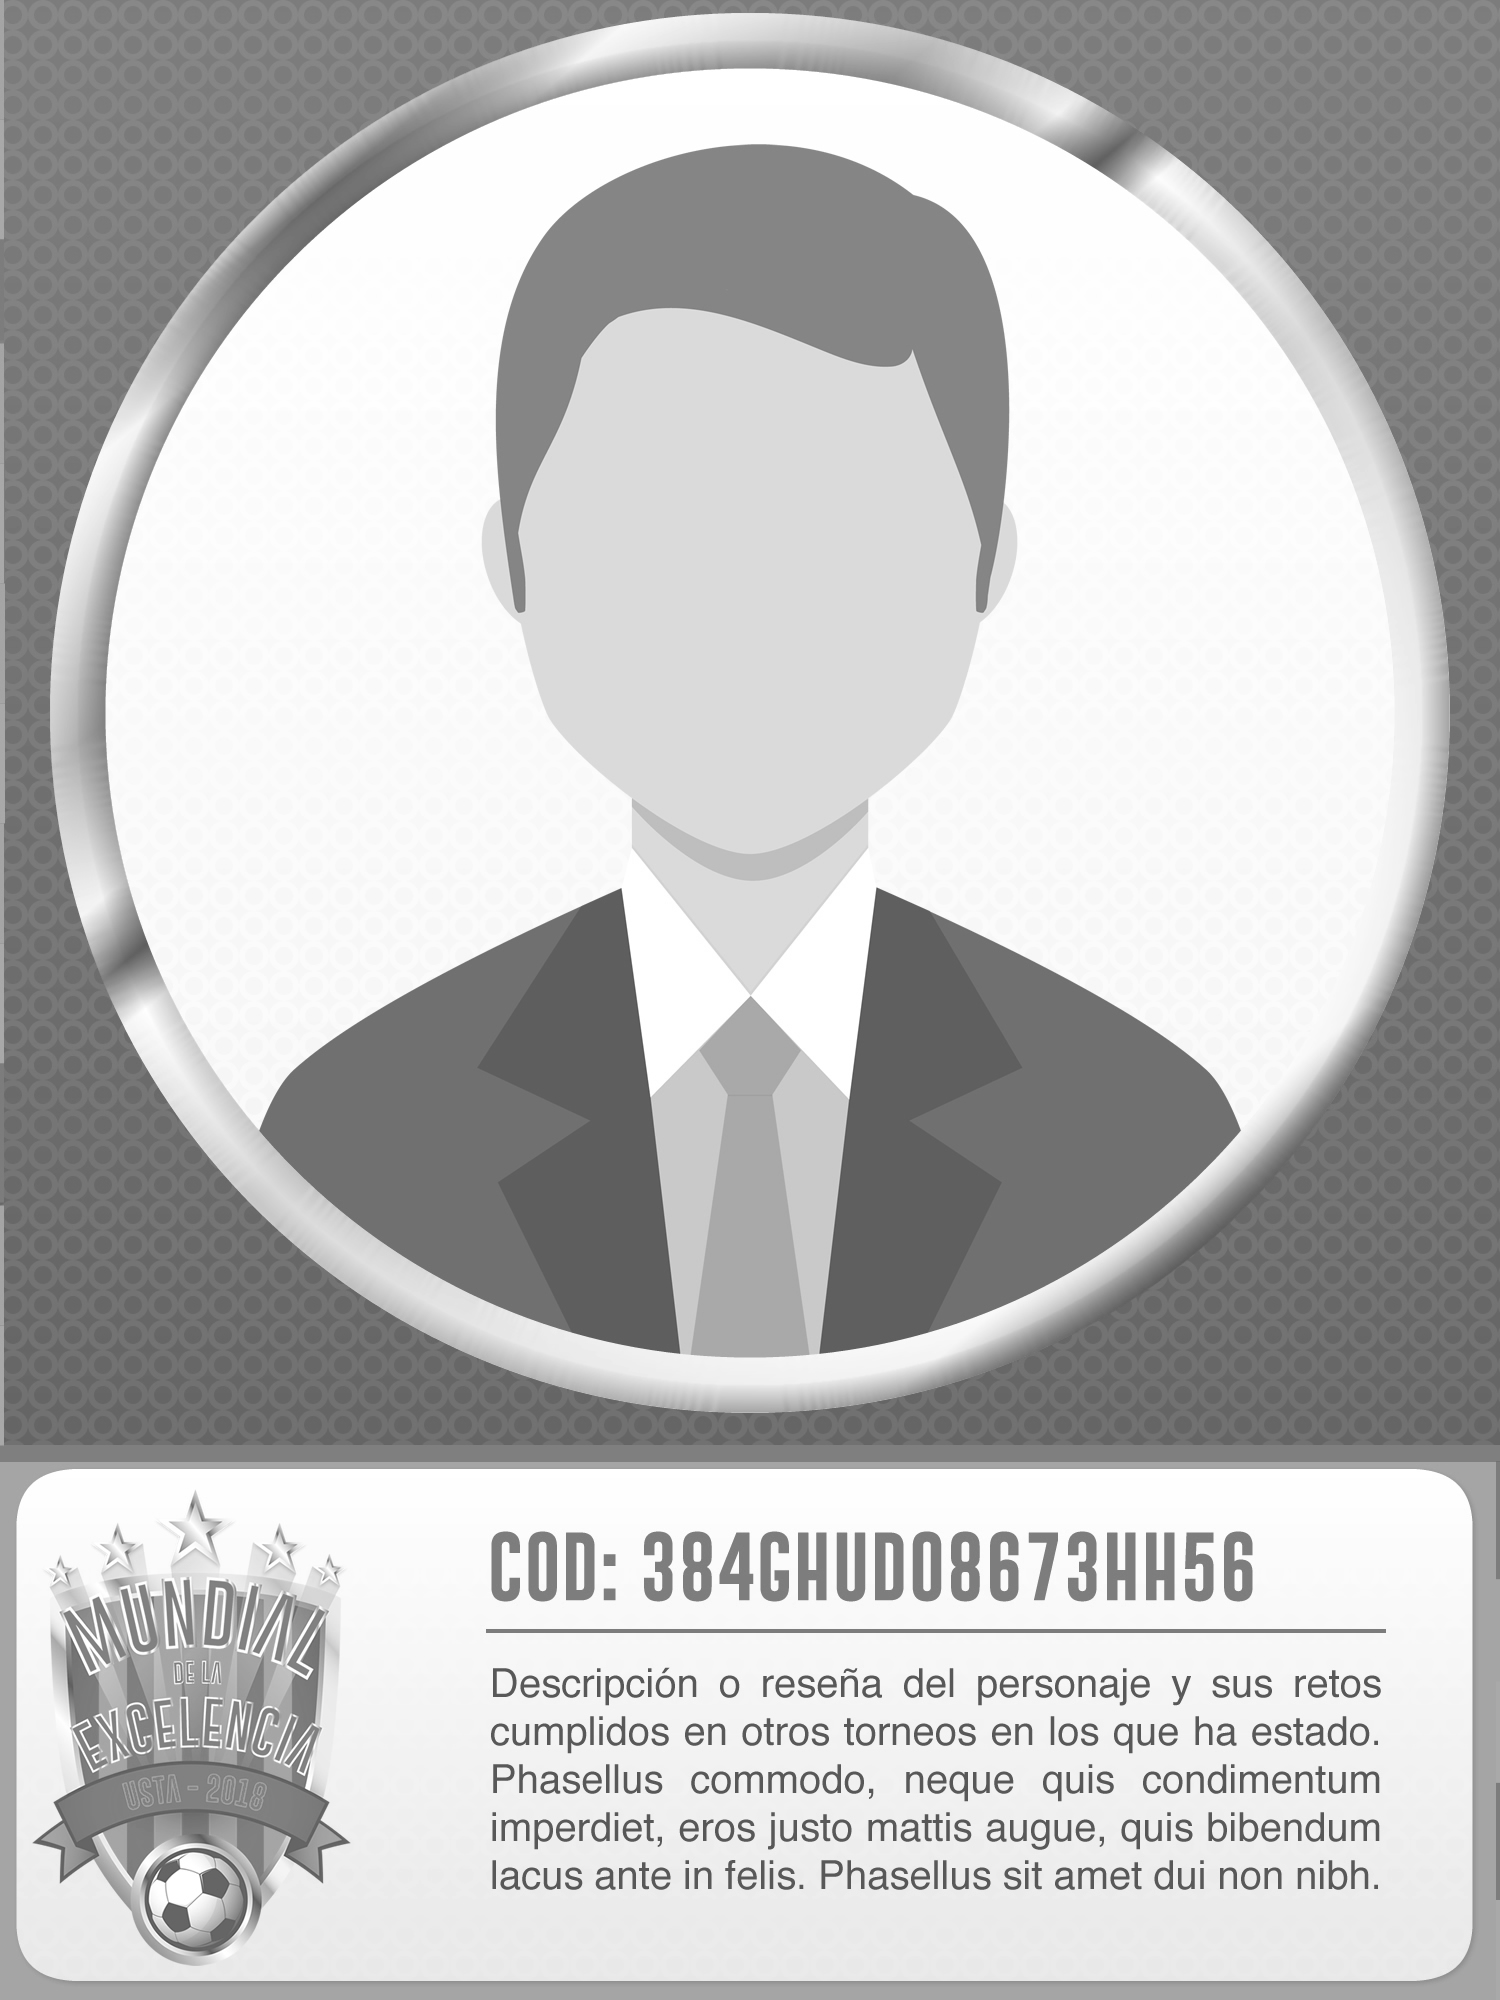 MUNDIAL
DE LA
EXCELENCIA
USTA - 2018
COD: 384GHUD08673HH56
Descripción o reseña del personaje y sus retos
cumplidos en otros torneos en los que ha estado.
Phasellus commodo, neque quis condimentum
imperdiet, eros justo mattis augue, quis bibendum
lacus ante in felis. Phasellus sit amet dui non nibh.